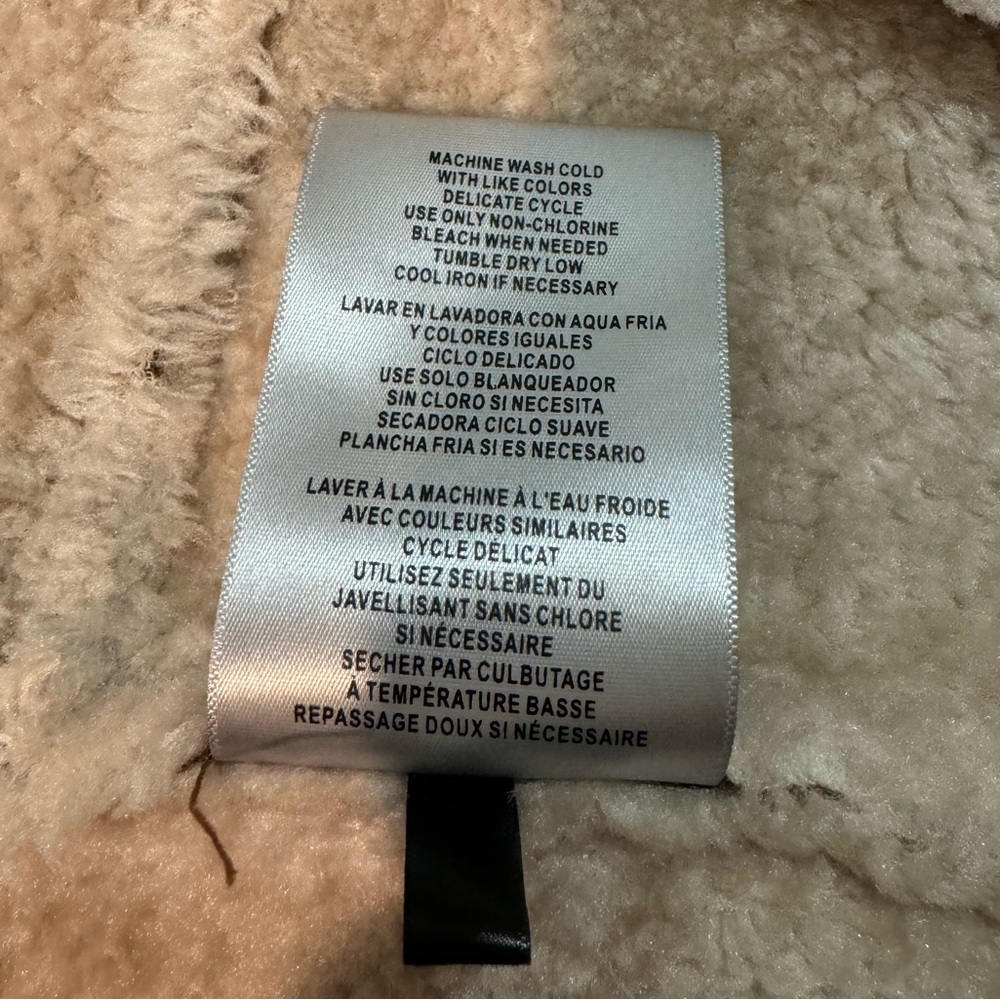 MACHINE WASH COLD
WITH LIKE COLORS
DELICATE CYCLE
USE ONLY NON-CHLORINE
BLEACH WHEN NEEDED
TUMBLE DRY LOW
COOL IRON IF NECESSARY
LAVAR EN LAVADORA CON AQUA FRIA
Y COLORES IGUALES
CICLO DELICADO
USE SOLO BLANQUEADOR
SIN CLORO SI NECESITA
SECADORA CICLO SUAVE
PLANCHA FRIA SI ES NECESARIO
LAVER À LA MACHINE À L'EAU FROIDE
AVEC COULEURS SIMILAIRES
CYCLE DÉLICAT
UTILISEZ SEULEMENT DU
JAVELLISANT SANS CHLORE
SI NÉCESSAIRE
SÉCHER PAR CULBUTAGE
À TEMPÉRATURE BASSE
REPASSAGE DOUX SI NÉCESSAIRE